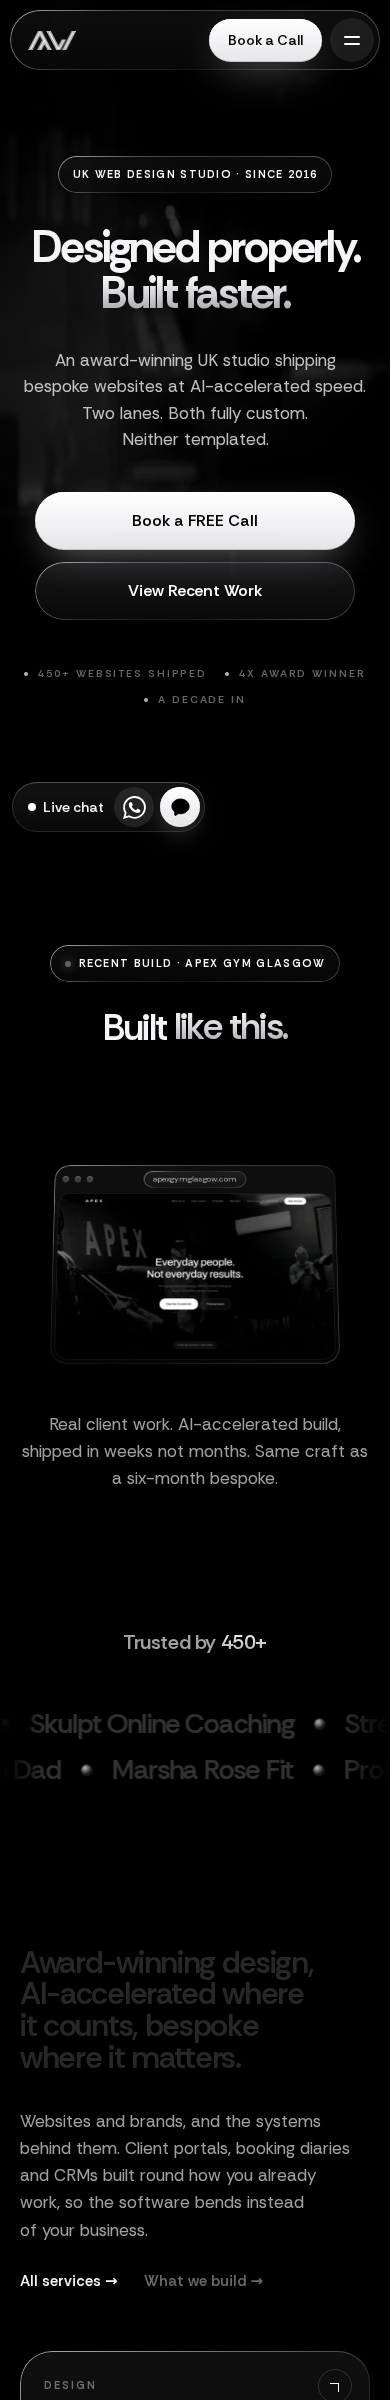 AW
Book a Call
UK WEB DESIGN STUDIO · SINCE 2016
Designed properly.
Built faster.
An award-winning UK studio shipping
bespoke websites at AI-accelerated speed.
Two lanes. Both fully custom.
Neither templated.
Book a FREE Call
View Recent Work
450+ WEBSITES SHIPPED • 4X AWARD WINNER
• A DECADE IN
Live chat
RECENT BUILD · APEX GYM GLASGOW
Built like this.
apexgymglasgow.com
APEX
APEX
Everyday people.
Not everyday results.
Real client work. AI-accelerated build,
shipped in weeks not months. Same craft as
a six-month bespoke.
Trusted by 450+
Skulpt Online Coaching • Stre
Dad • Marsha Rose Fit • Pro
Award-winning design,
AI-accelerated where
it counts, bespoke
where it matters.
Websites and brands, and the systems
behind them. Client portals, booking diaries
and CRMs built round how you already
work, so the software bends instead
of your business.
All services → What we build →
DESIGN